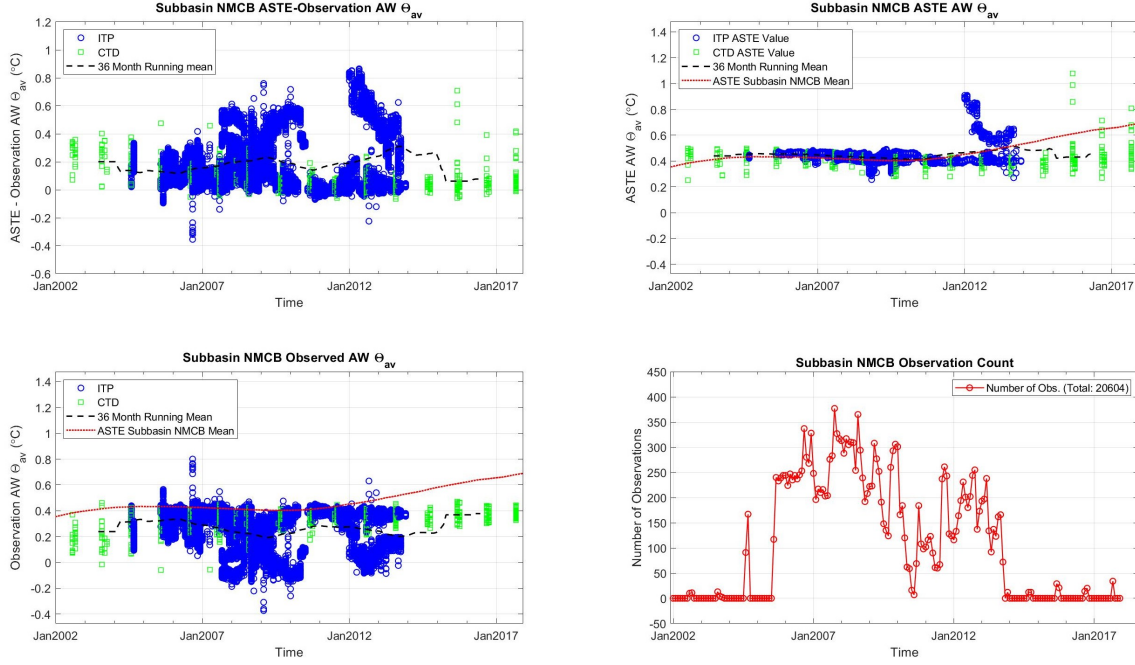 Subbasin NMCB ASTE-Observation AW Θav
1.2
1
0.8
0.6
0.4
0.2
0
-0.2
-0.4
-0.6
ASTE - Observation AW Θav (°C)
ITP
CTD
36 Month Running mean
Jan2002
Jan2007
Jan2012
Jan2017
Time
Subbasin NMCB ASTE AW Θav
1.4
1.2
1
0.8
0.6
0.4
0.2
0
-0.2
-0.4
ASTE AW Θav (°C)
ITP ASTE Value
CTD ASTE Value
36 Month Running Mean
ASTE Subbasin NMCB Mean
Jan2002
Jan2007
Jan2012
Jan2017
Time
Subbasin NMCB Observed AW Θav
1.4
1.2
1
0.8
0.6
0.4
0.2
0
-0.2
-0.4
Observation AW Θav (°C)
ITP
CTD
36 Month Running Mean
ASTE Subbasin NMCB Mean
Jan2002
Jan2007
Jan2012
Jan2017
Time
Subbasin NMCB Observation Count
450
400
350
300
250
200
150
100
50
0
-50
Number of Observations
Number of Obs. (Total: 20604)
Jan2002
Jan2007
Jan2012
Jan2017
Time